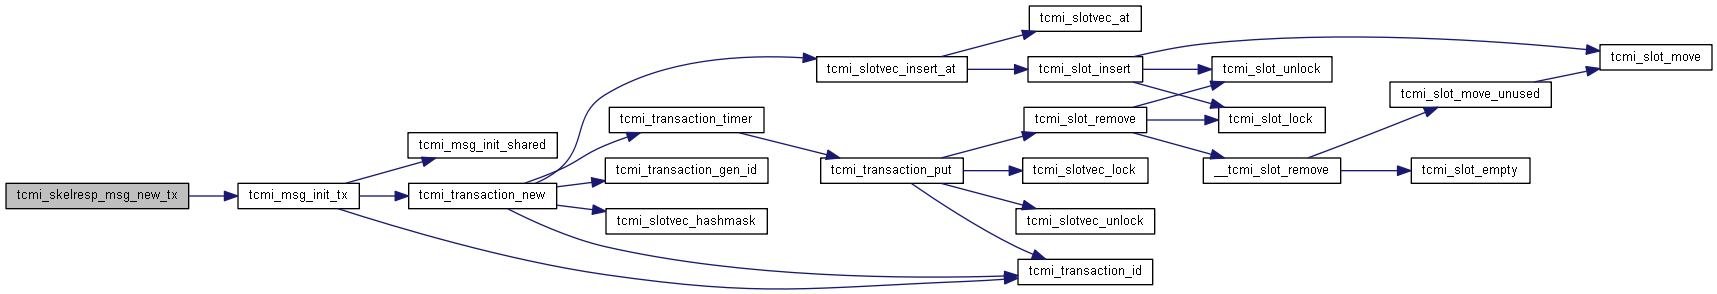 tcmi_skelresp_msg_new_tx
tcmi_msg_init_tx
tcmi_msg_init_shared
tcmi_transaction_new
tcmi_transaction_timer
tcmi_transaction_gen_id
tcmi_slotvec_hashmask
tcmi_slotvec_insert_at
tcmi_transaction_put
tcmi_slotvec_at
tcmi_slot_insert
tcmi_slot_remove
tcmi_slotvec_lock
tcmi_slotvec_unlock
tcmi_transaction_id
tcmi_slot_unlock
tcmi_slot_lock
__tcmi_slot_remove
tcmi_slot_move_unused
tcmi_slot_empty
tcmi_slot_move